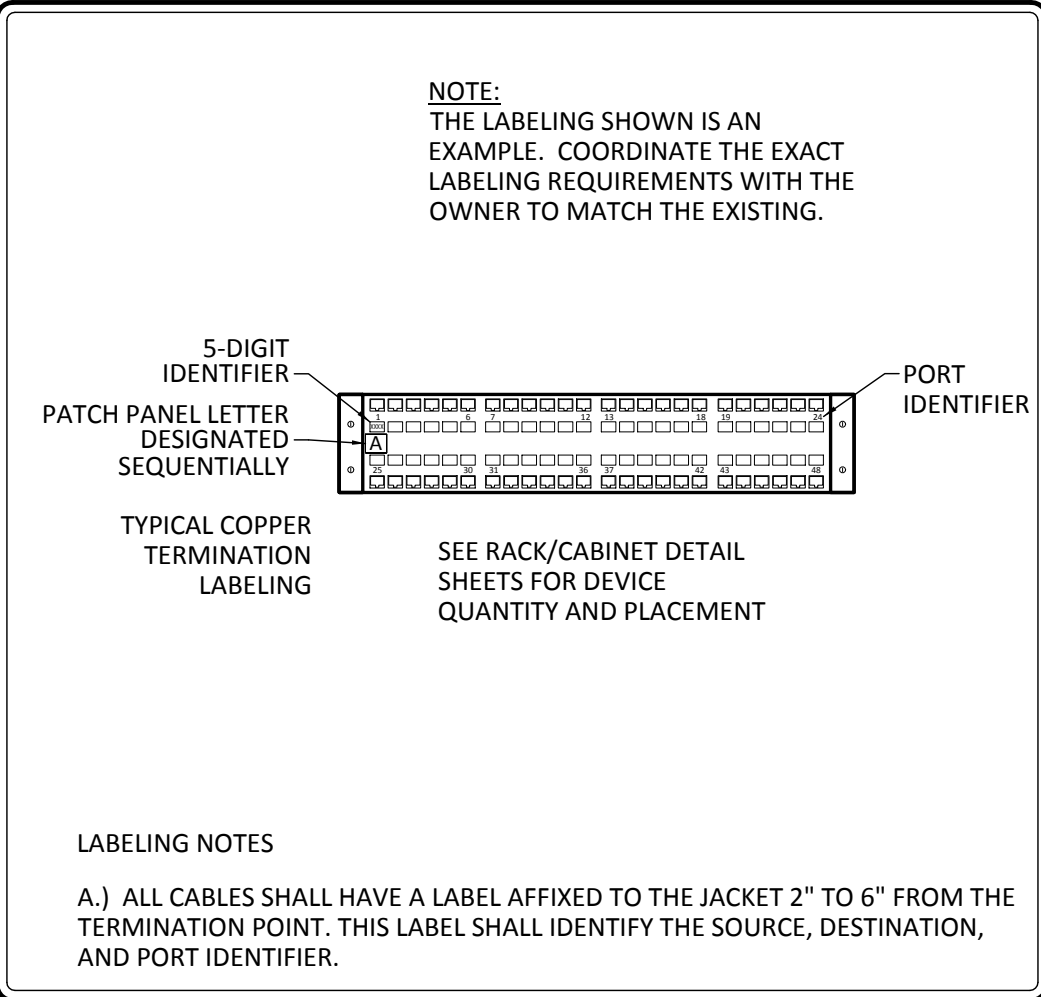 NOTE:
THE LABELING SHOWN IS AN
EXAMPLE. COORDINATE THE EXACT
LABELING REQUIREMENTS WITH THE
OWNER TO MATCH THE EXISTING.
5-DIGIT
IDENTIFIER
PATCH PANEL LETTER
DESIGNATED
SEQUENTIALLY
PORT
IDENTIFIER
1 6 7 12 13 18 19 24
A
25 30 31 36 37 42 43 48
TYPICAL COPPER
TERMINATION
LABELING
SEE RACK/CABINET DETAIL
SHEETS FOR DEVICE
QUANTITY AND PLACEMENT
LABELING NOTES
A.) ALL CABLES SHALL HAVE A LABEL AFFIXED TO THE JACKET 2" TO 6" FROM THE
TERMINATION POINT. THIS LABEL SHALL IDENTIFY THE SOURCE, DESTINATION,
AND PORT IDENTIFIER.